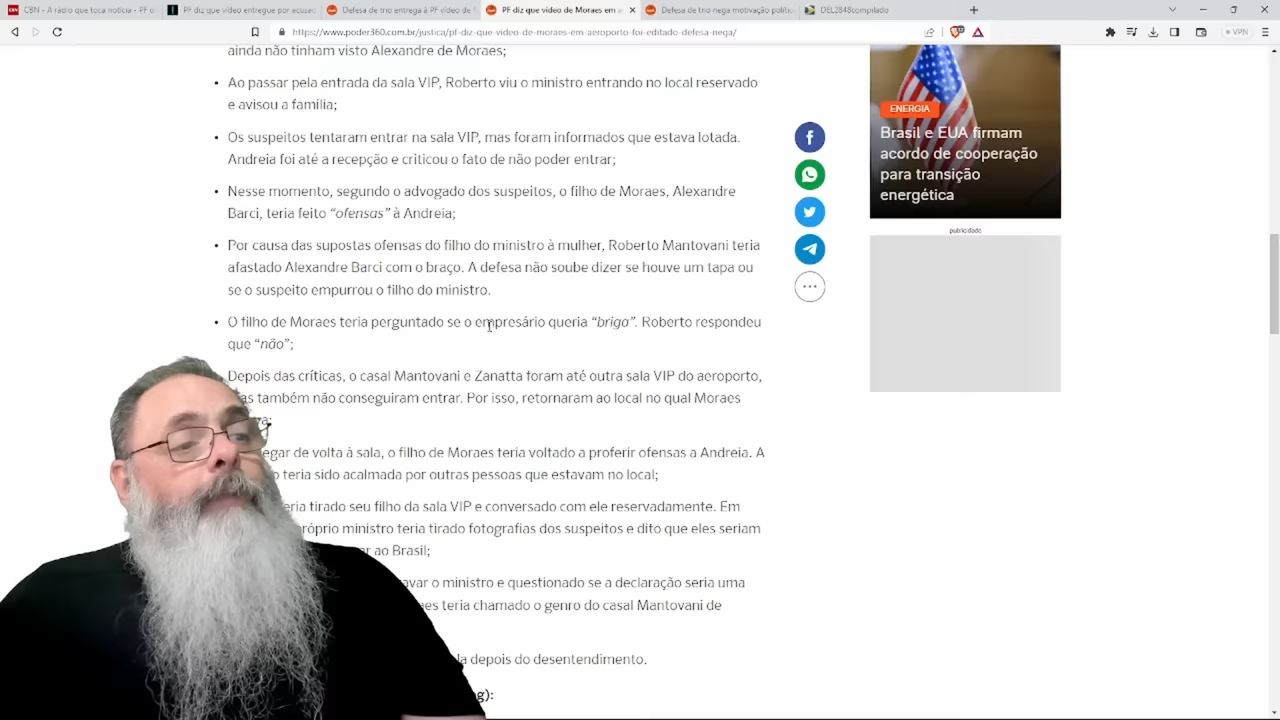 CBN - A rádio que toca notícia - PF d
PF diz que vídeo entregue por acusad
Defesa de trio entrega à PF vídeo de
PF diz que vídeo de Moraes em a
Defesa de trio nega motivação polític
DEL2848compilado
https://www.poder360.com.br/justica/pf-diz-que-video-de-moraes-em-aeroporto-foi-editado-defesa-nega/
VPN
ainda não tinham visto Alexandre de Moraes;
• Ao passar pela entrada da sala VIP, Roberto viu o ministro entrando no local reservado
e avisou a família;
• Os suspeitos tentaram entrar na sala VIP, mas foram informados que estava lotada.
Andreia foi até a recepção e criticou o fato de não poder entrar;
• Nesse momento, segundo o advogado dos suspeitos, o filho de Moraes, Alexandre
Barci, teria feito “ofensas” à Andreia;
• Por causa das supostas ofensas do filho do ministro à mulher, Roberto Mantovani teria
afastado Alexandre Barci com o braço. A defesa não soube dizer se houve um tapa ou
se o suspeito empurrou o filho do ministro.
• O filho de Moraes teria perguntado se o empresário queria “briga”. Roberto respondeu
que “não”;
Depois das críticas, o casal Mantovani e Zanatta foram até outra sala VIP do aeroporto,
também não conseguiram entrar. Por isso, retornaram ao local no qual Moraes
de volta à sala, o filho de Moraes teria voltado a proferir ofensas a Andreia. A
teria sido acalmada por outras pessoas que estavam no local;
tirado seu filho da sala VIP e conversado com ele reservadamente. Em
ministro teria tirado fotografias dos suspeitos e dito que eles seriam
ao Brasil;
o ministro e questionado se a declaração seria uma
teria chamado o genro do casal Mantovani de
depois do desentendimento.
g):
ENERGIA
Brasil e EUA firmam
acordo de cooperação
para transição
energética
publicidade